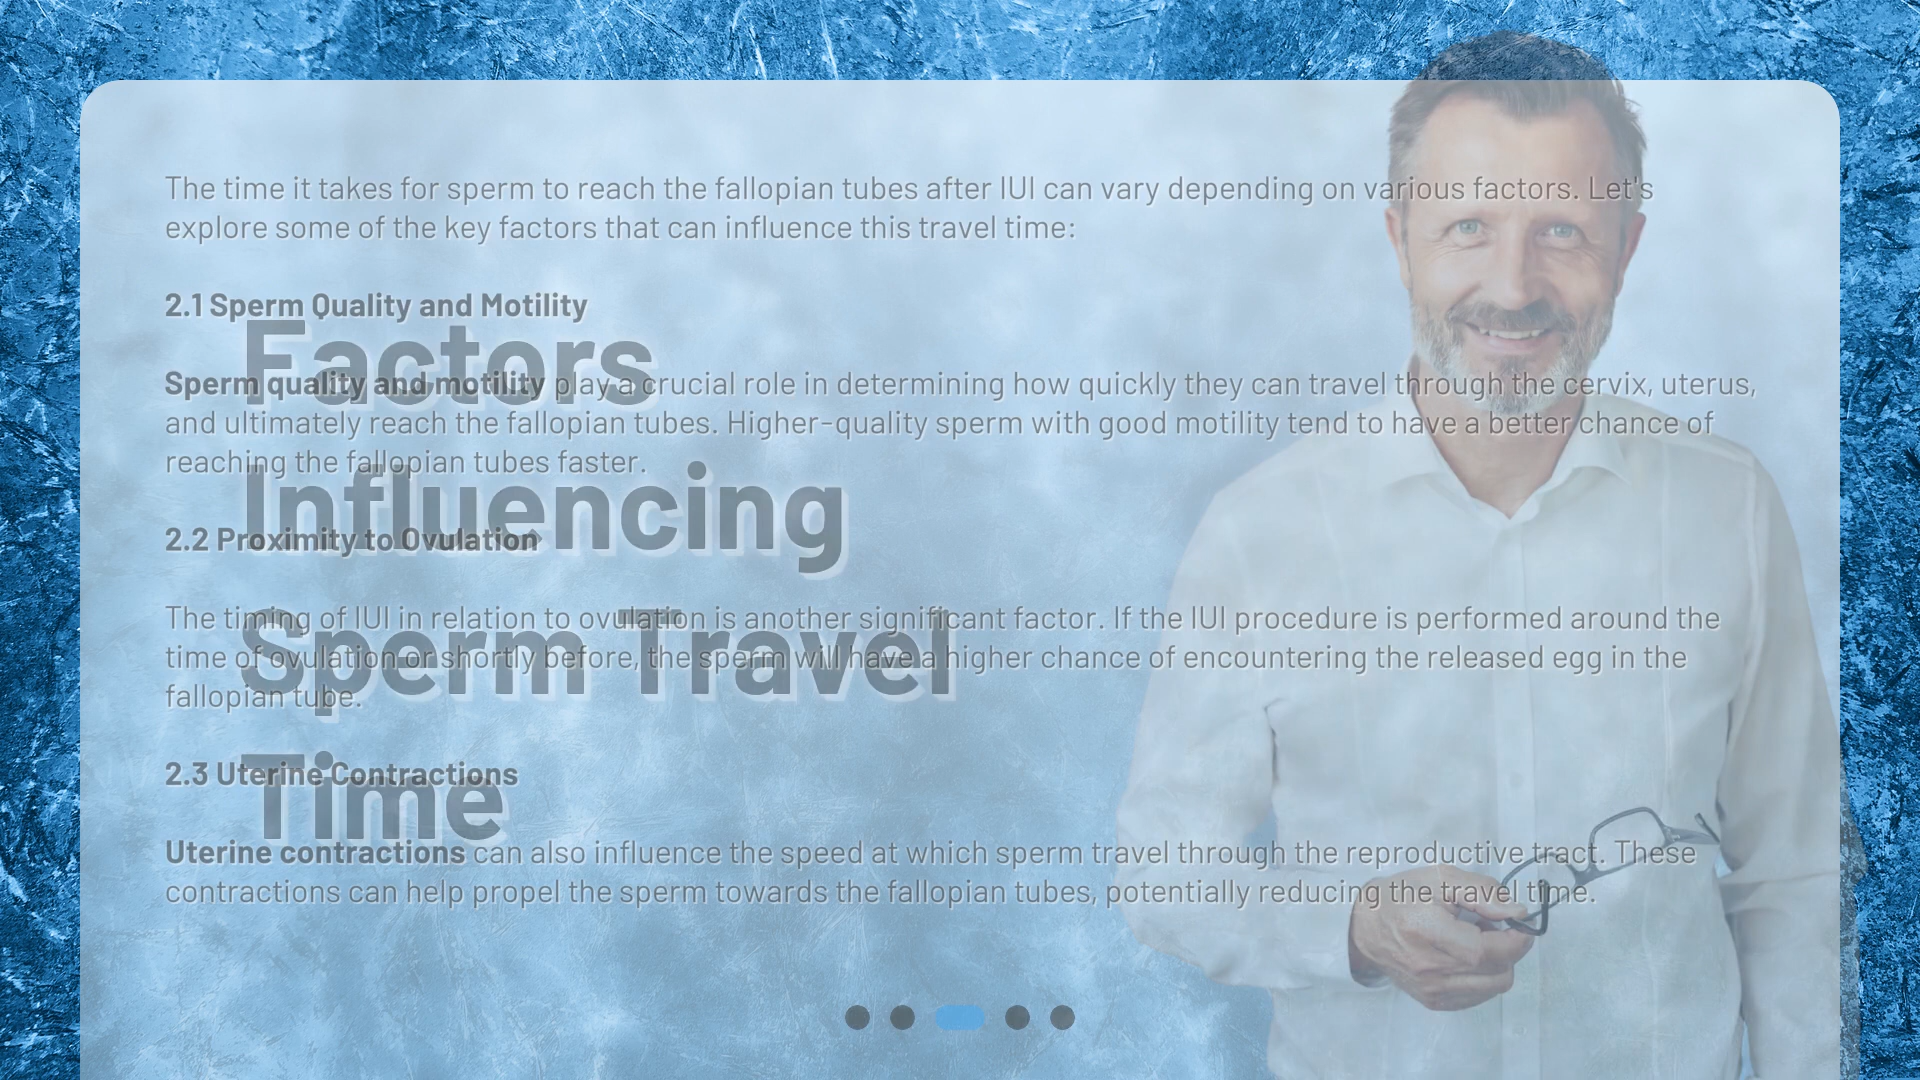 The time it takes for sperm to reach the fallopian tubes after IUI can vary depending on various factors. Let's
explore some of the key factors that can influence this travel time:
2.1 Sperm Quality and Motility
Sperm quality and motility play a crucial role in determining how quickly they can travel through the cervix, uterus,
and ultimately reach the fallopian tubes. Higher-quality sperm with good motility tend to have a better chance of
reaching the fallopian tubes faster.
2.2 Proximity to Ovulation
The timing of IUI in relation to ovulation is another significant factor. If the IUI procedure is performed around the
time of ovulation or shortly before, the sperm will have a higher chance of encountering the released egg in the
fallopian tube.
2.3 Uterine Contractions
Uterine contractions can also influence the speed at which sperm travel through the reproductive tract. These
contractions can help propel the sperm towards the fallopian tubes, potentially reducing the travel time.
Factors
Influencing
Sperm Travel
Time